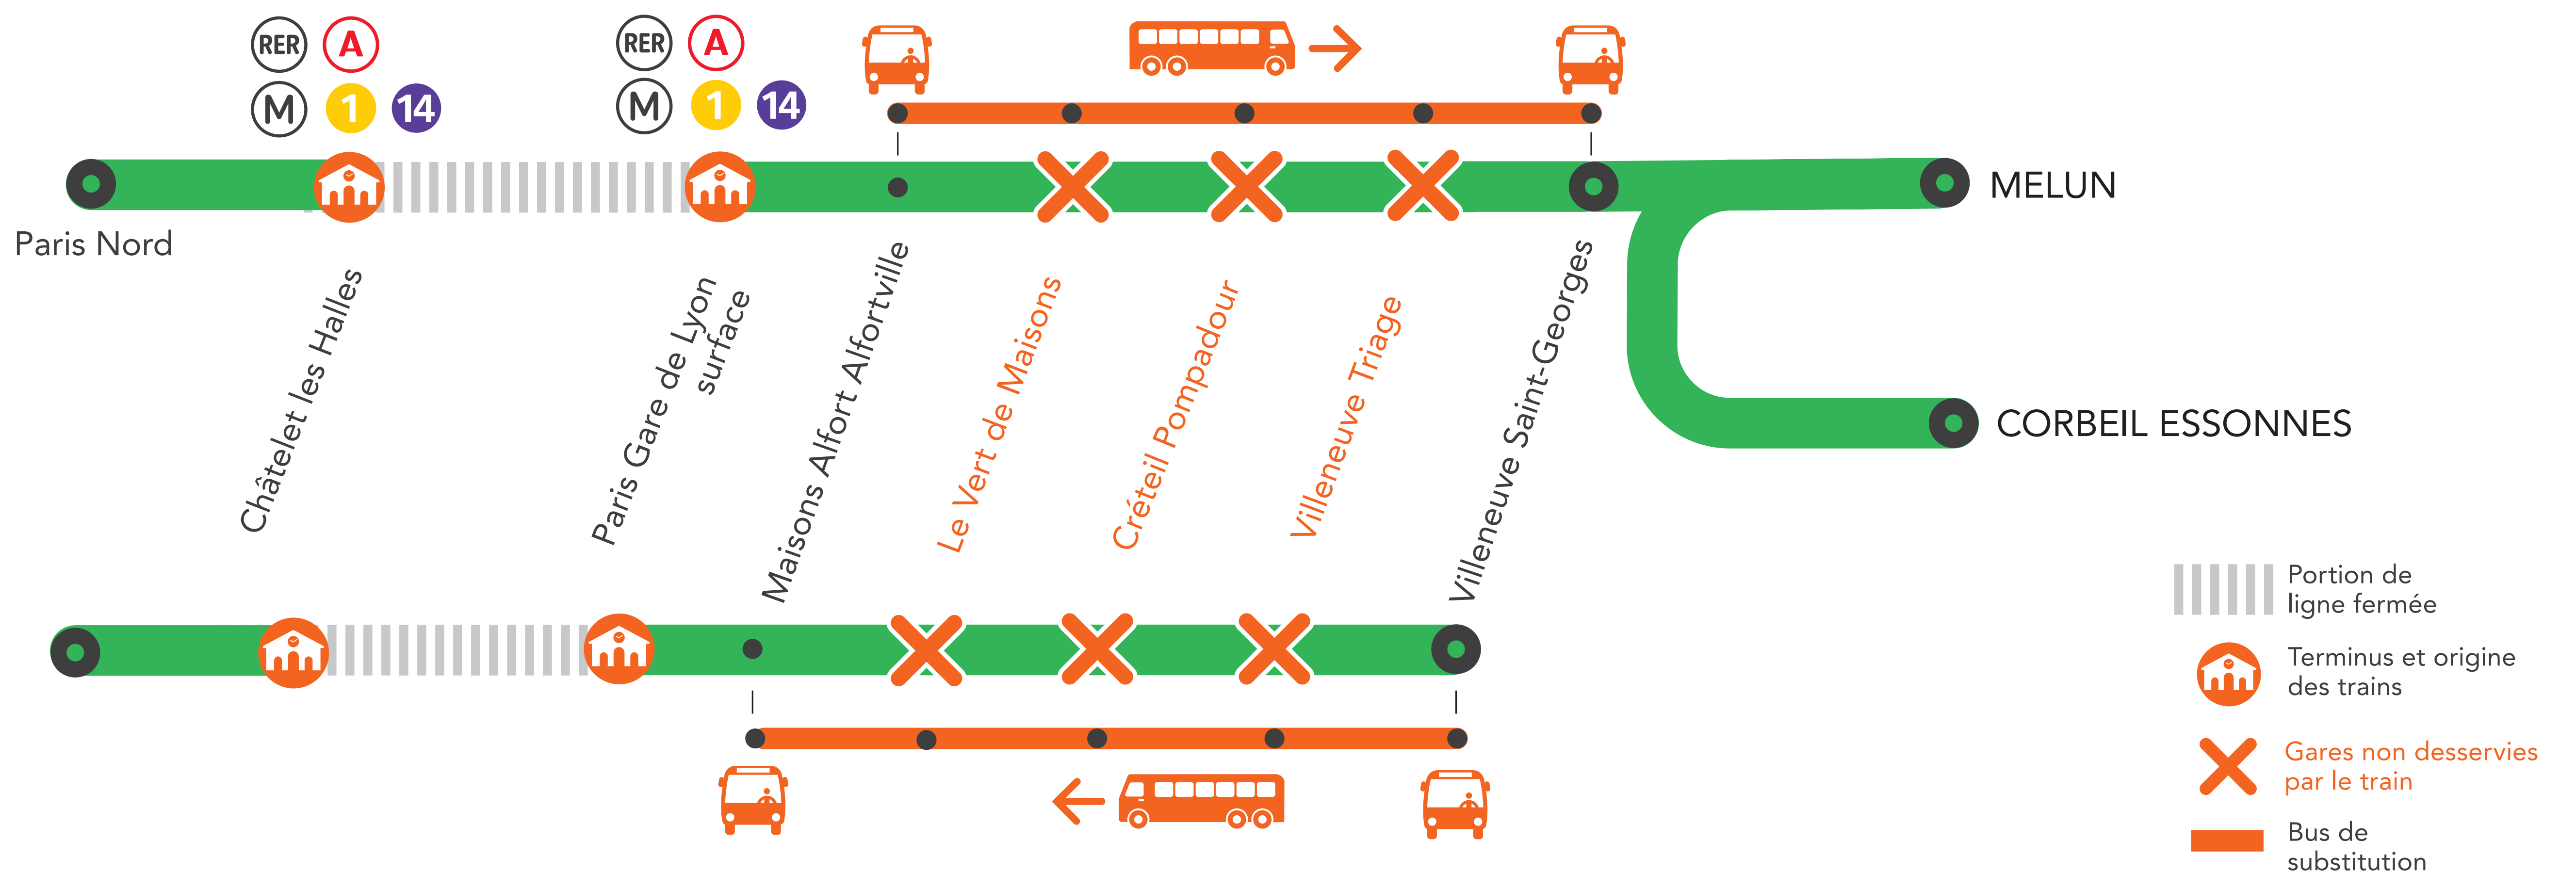 RER A
M 1 14
RER A
M 1 14
Paris Nord
Châtelet les Halles
Paris Gare de Lyon
surface
Maisons Alfort Alfortville
Le Vert de Maisons
Créteil Pompadour
Villeneuve Triage
Villeneuve Saint-Georges
MELUN
CORBEIL ESSONNES
Portion de
ligne fermée
Terminus et origine
des trains
Gares non desservies
par le train
Bus de
substitution